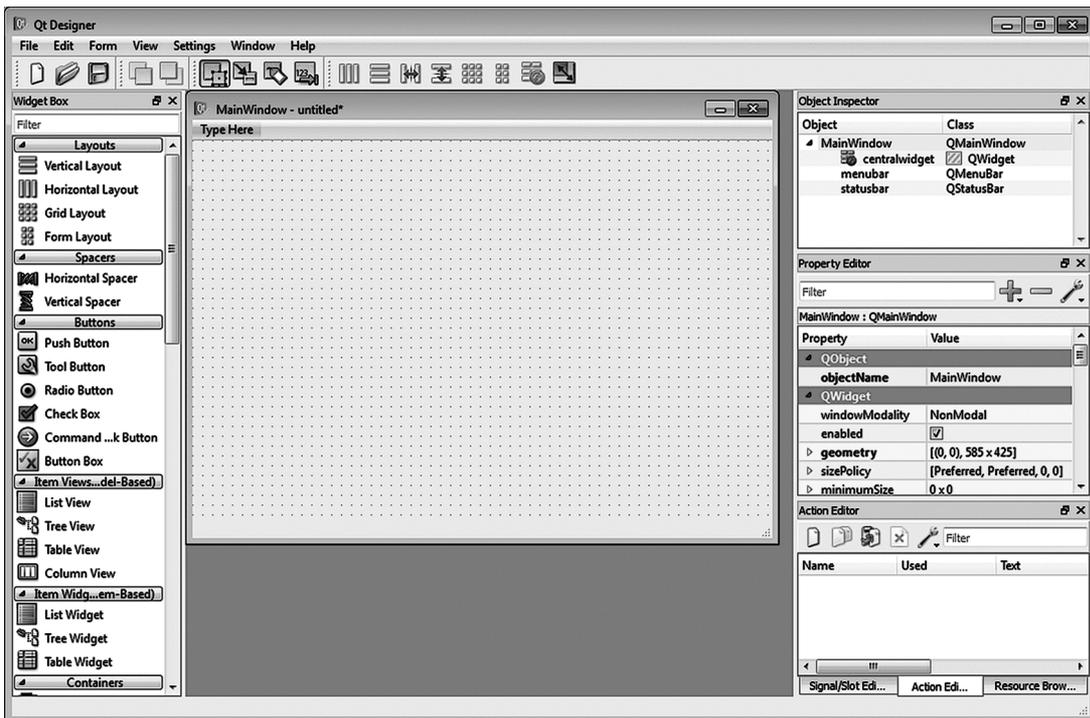 Qt Designer
File Edit Form View Settings Window Help
Widget Box
Filter
Layouts
Vertical Layout
Horizontal Layout
Grid Layout
Form Layout
Spacers
Horizontal Spacer
Vertical Spacer
Buttons
OK Push Button
Tool Button
Radio Button
Check Box
Command ...k Button
Button Box
Item Views...del-Based)
List View
Tree View
Table View
Column View
Item Widg...em-Based)
List Widget
Tree Widget
Table Widget
Containers
MainWindow - untitled*
Type Here
Object Inspector
Object Class
MainWindow QMainWindow
centralwidget QWidget
menubar QMenuBar
statusbar QStatusBar
Property Editor
Filter
MainWindow : QMainWindow
Property Value
QObject
objectName MainWindow
QWidget
windowModality NonModal
enabled
geometry [(0, 0), 585 x 425]
sizePolicy [Preferred, Preferred, 0, 0]
minimumSize 0 x 0
Action Editor
Filter
Name Used Text
Signal/Slot Edi... Action Edi... Resource Brow...